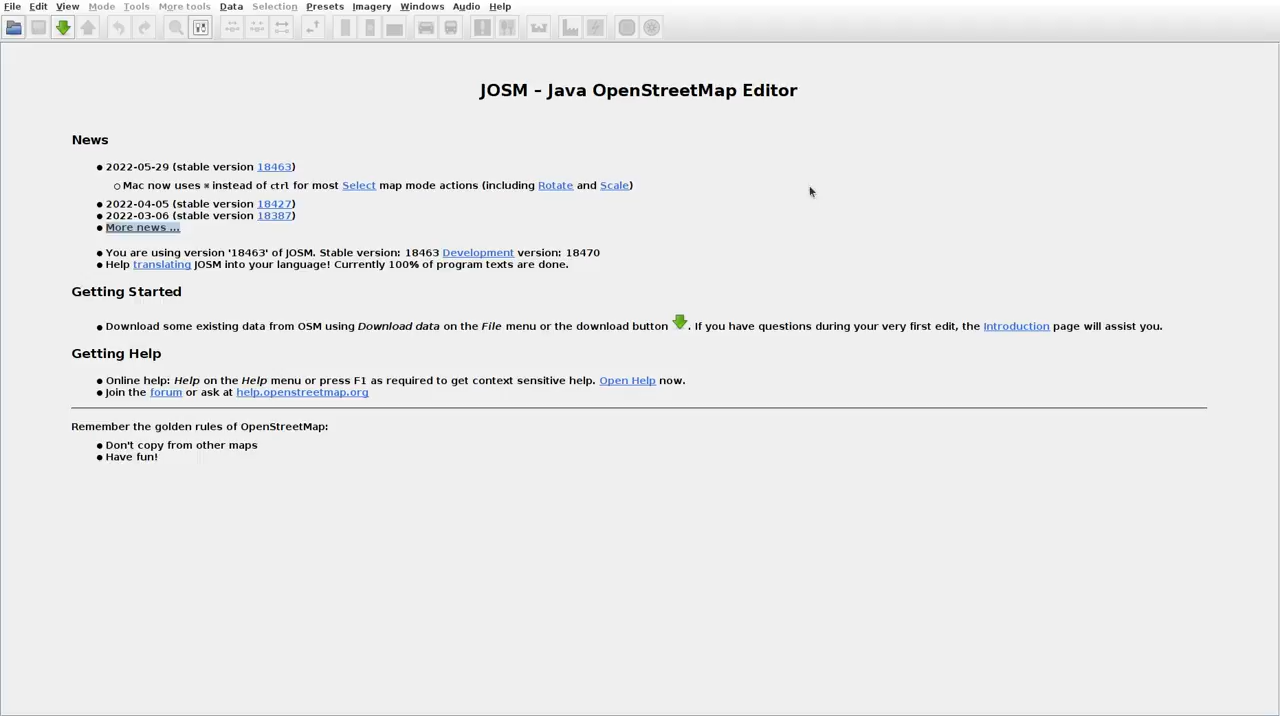 File Edit View Mode Tools More tools Data Selection Presets Imagery Windows Audio Help
JOSM – Java OpenStreetMap Editor
News
2022-05-29 (stable version 18463)
Mac now uses ⌘ instead of ctrl for most Select map mode actions (including Rotate and Scale)
2022-04-05 (stable version 18427)
2022-03-06 (stable version 18387)
More news ...
You are using version '18463' of JOSM. Stable version: 18463 Development version: 18470
Help translating JOSM into your language! Currently 100% of program texts are done.
Getting Started
Download some existing data from OSM using Download data on the File menu or the download button . If you have questions during your very first edit, the Introduction page will assist you.
Getting Help
Online help: Help on the Help menu or press F1 as required to get context sensitive help. Open Help now.
Join the forum or ask at help.openstreetmap.org
Remember the golden rules of OpenStreetMap:
Don't copy from other maps
Have fun!